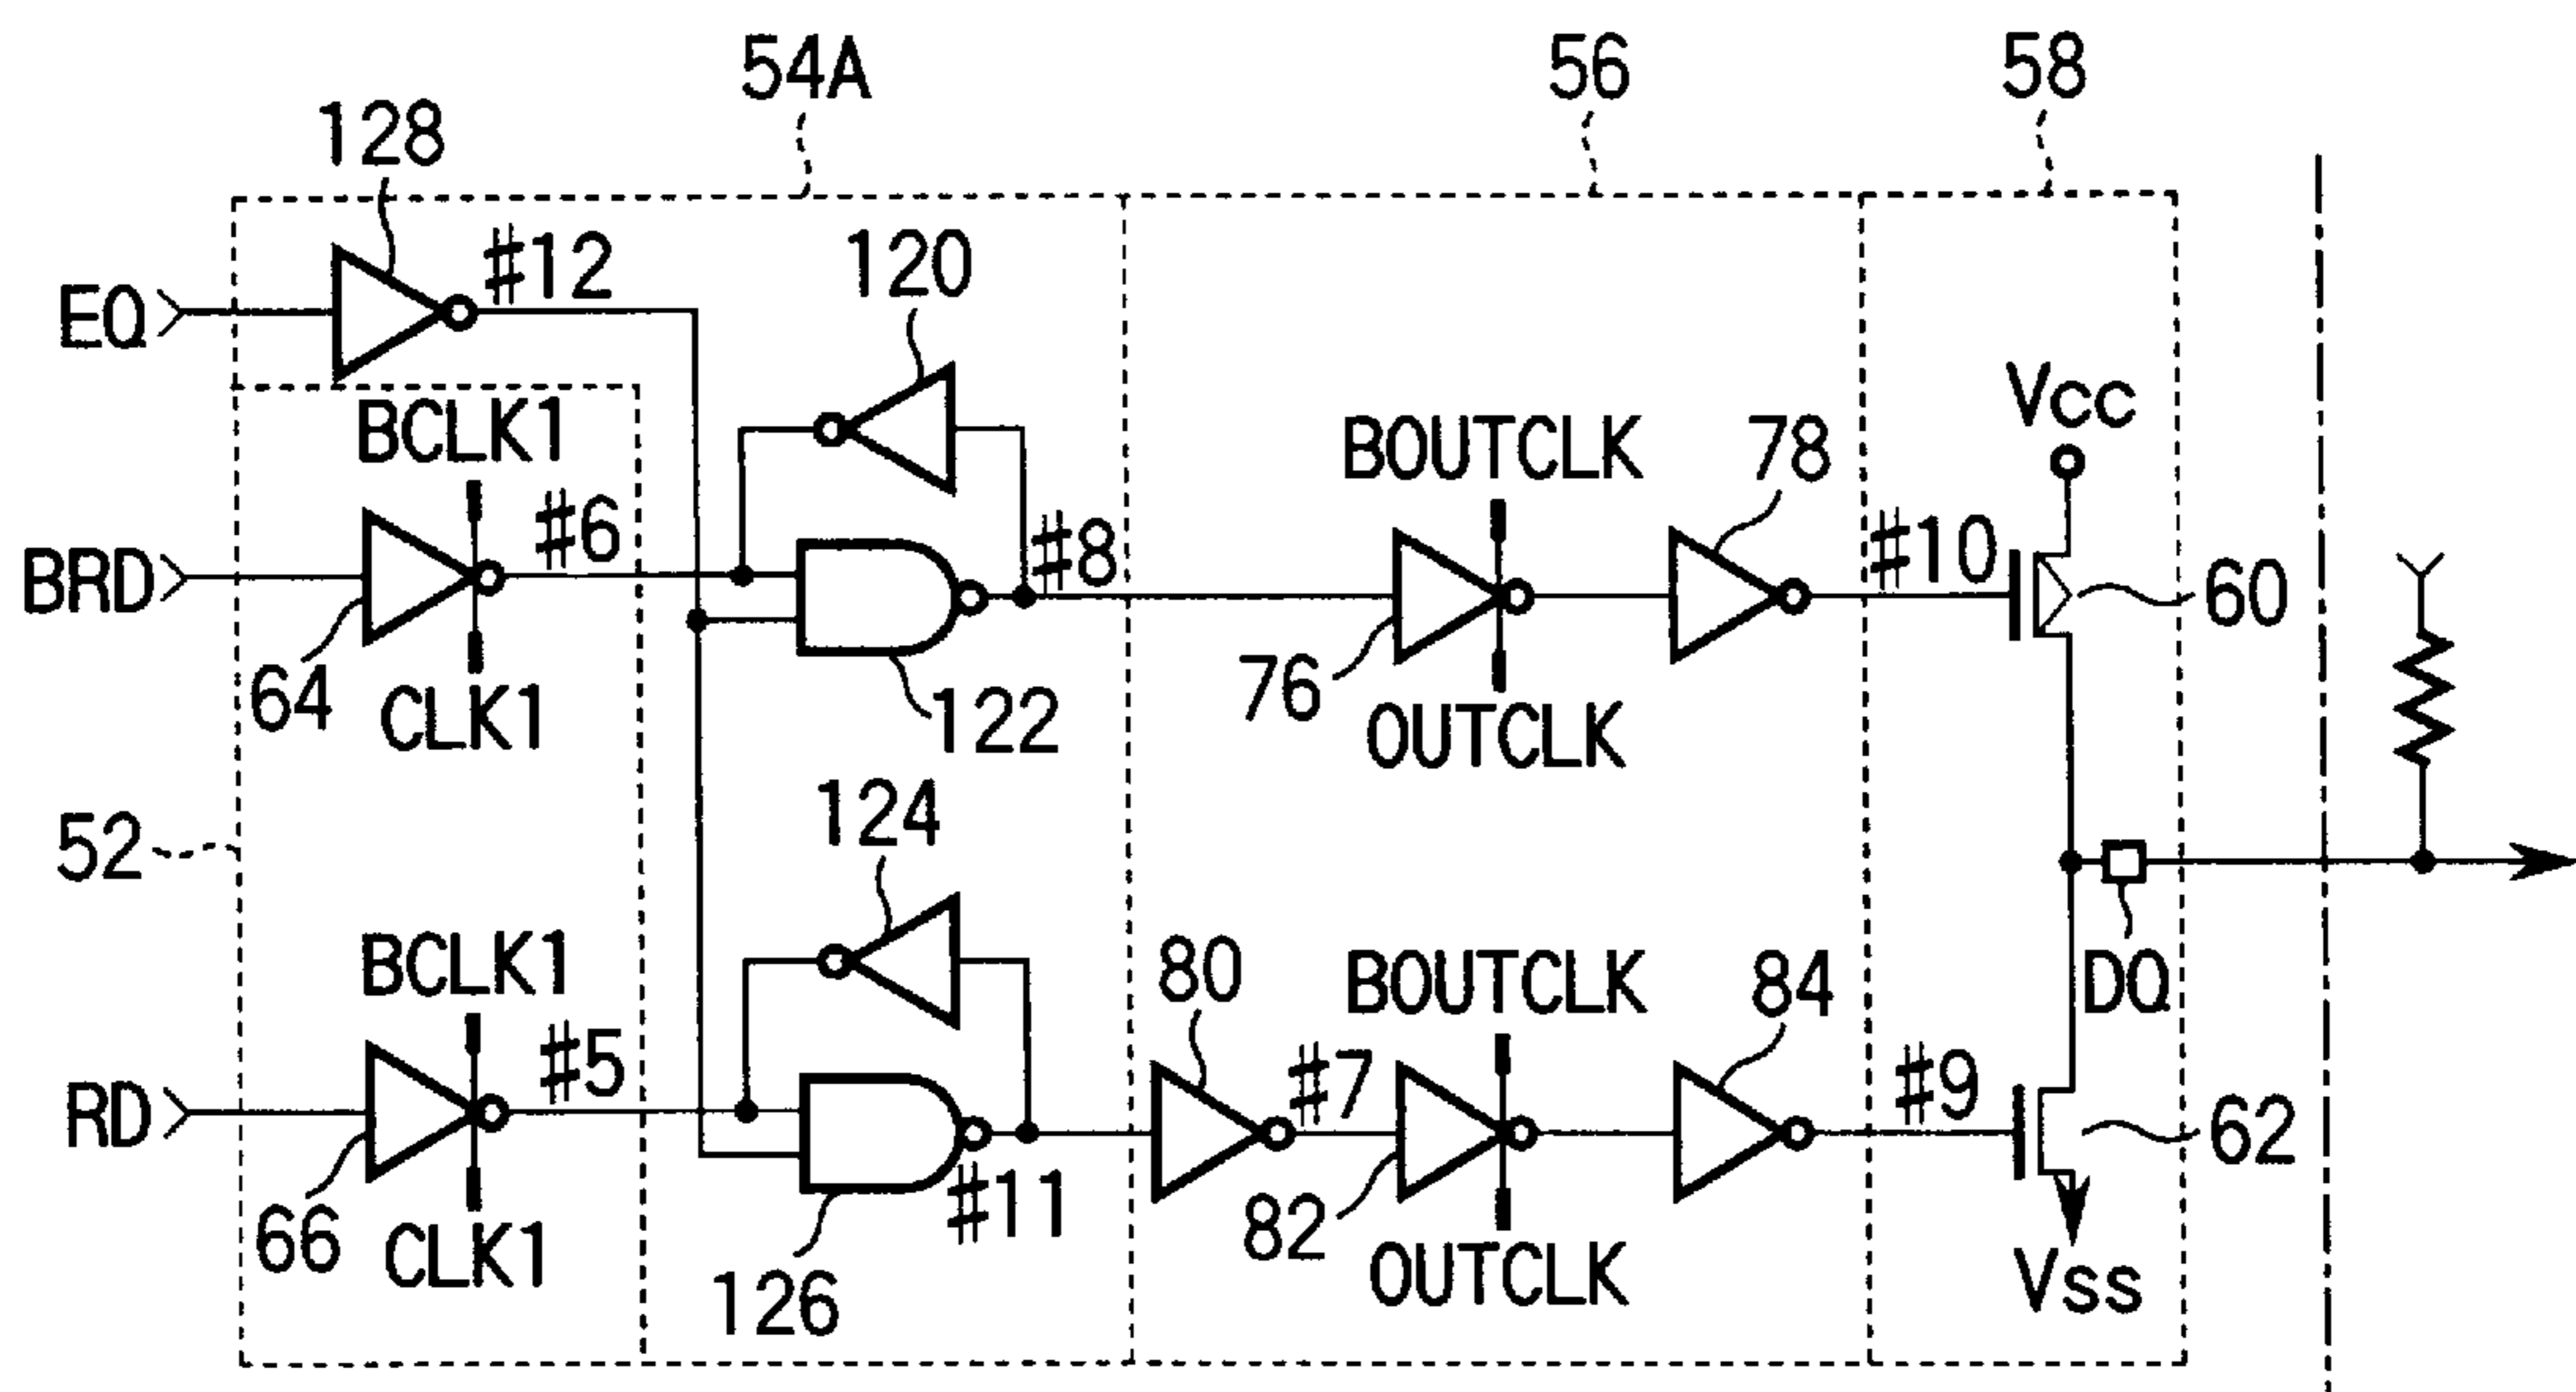 54A
56
58
128
#12
120
EQ
BCLK1
#6
BRD
64
CLK1
#8
122
BOUTCLK
78
76
OUTCLK
#10
Vcc
60
52
124
BCLK1
#5
RD
66
CLK1
126
#11
80
#7
BOUTCLK
84
82
OUTCLK
#9
DQ
62
Vss